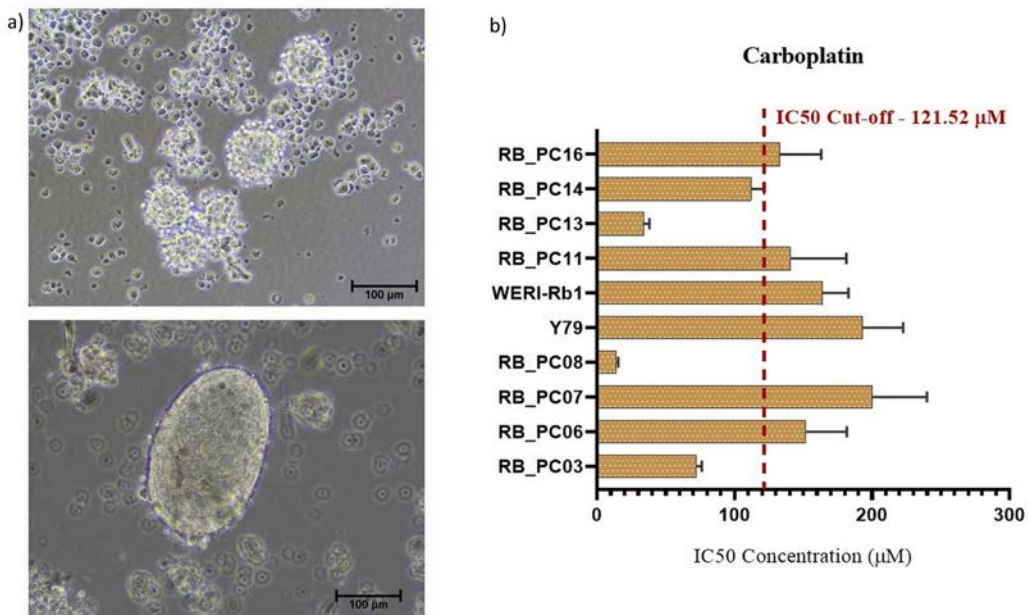 a)
100 µm
100 µm
b)
Carboplatin
IC50 Cut-off - 121.52 µM
RB_PC16
RB_PC14
RB_PC13
RB_PC11
WERI-Rb1
Y79
RB_PC08
RB_PC07
RB_PC06
RB_PC03
0 100 200 300
IC50 Concentration (µM)